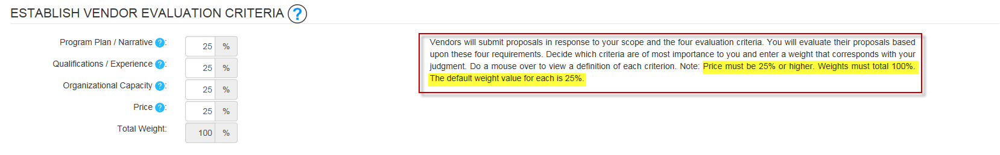 ESTABLISH VENDOR EVALUATION CRITERIA ?
Program Plan / Narrative ?: 25 %
Qualifications / Experience ?: 25 %
Organizational Capacity ?: 25 %
Price ?: 25 %
Total Weight: 100 %
Vendors will submit proposals in response to your scope and the four evaluation criteria. You will evaluate their proposals based
upon these four requirements. Decide which criteria are of most importance to you and enter a weight that corresponds with your
judgment. Do a mouse over to view a definition of each criterion. Note: Price must be 25% or higher. Weights must total 100%.
The default weight value for each is 25%.